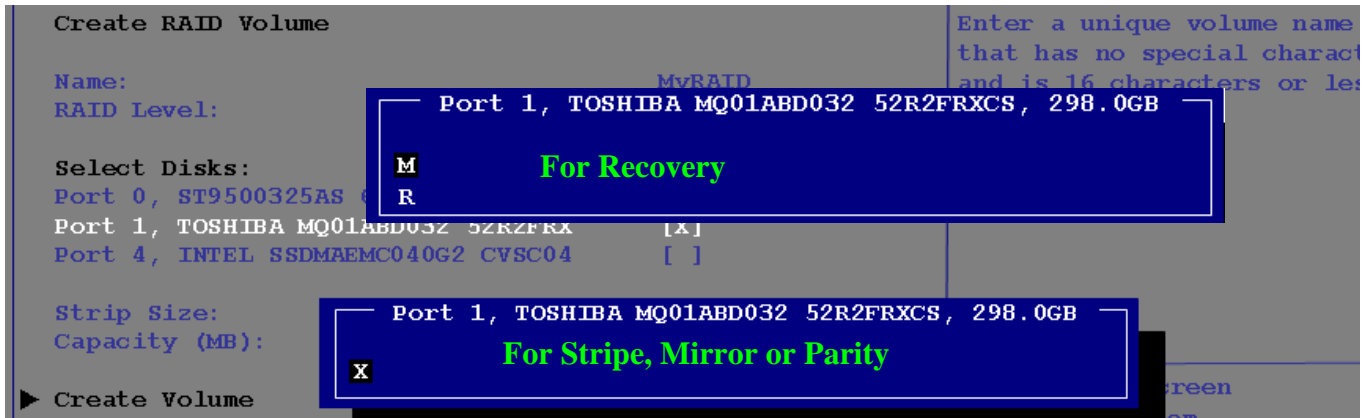 Create RAID Volume
Enter a unique volume name
that has no special charact
Name: MyRAID
and is 16 characters or les
RAID Level:
Port 1, TOSHIBA MQ01ABD032 52R2FRXCS, 298.0GB
Select Disks:
M
For Recovery
Port 0, ST9500325AS
R
Port 1, TOSHIBA MQ01ABD032 52R2FRX [X]
Port 4, INTEL SSDMAEMC040G2 CVSC04 [ ]
Strip Size:
Port 1, TOSHIBA MQ01ABD032 52R2FRXCS, 298.0GB
Capacity (MB):
For Stripe, Mirror or Parity
X
Create Volume
reen